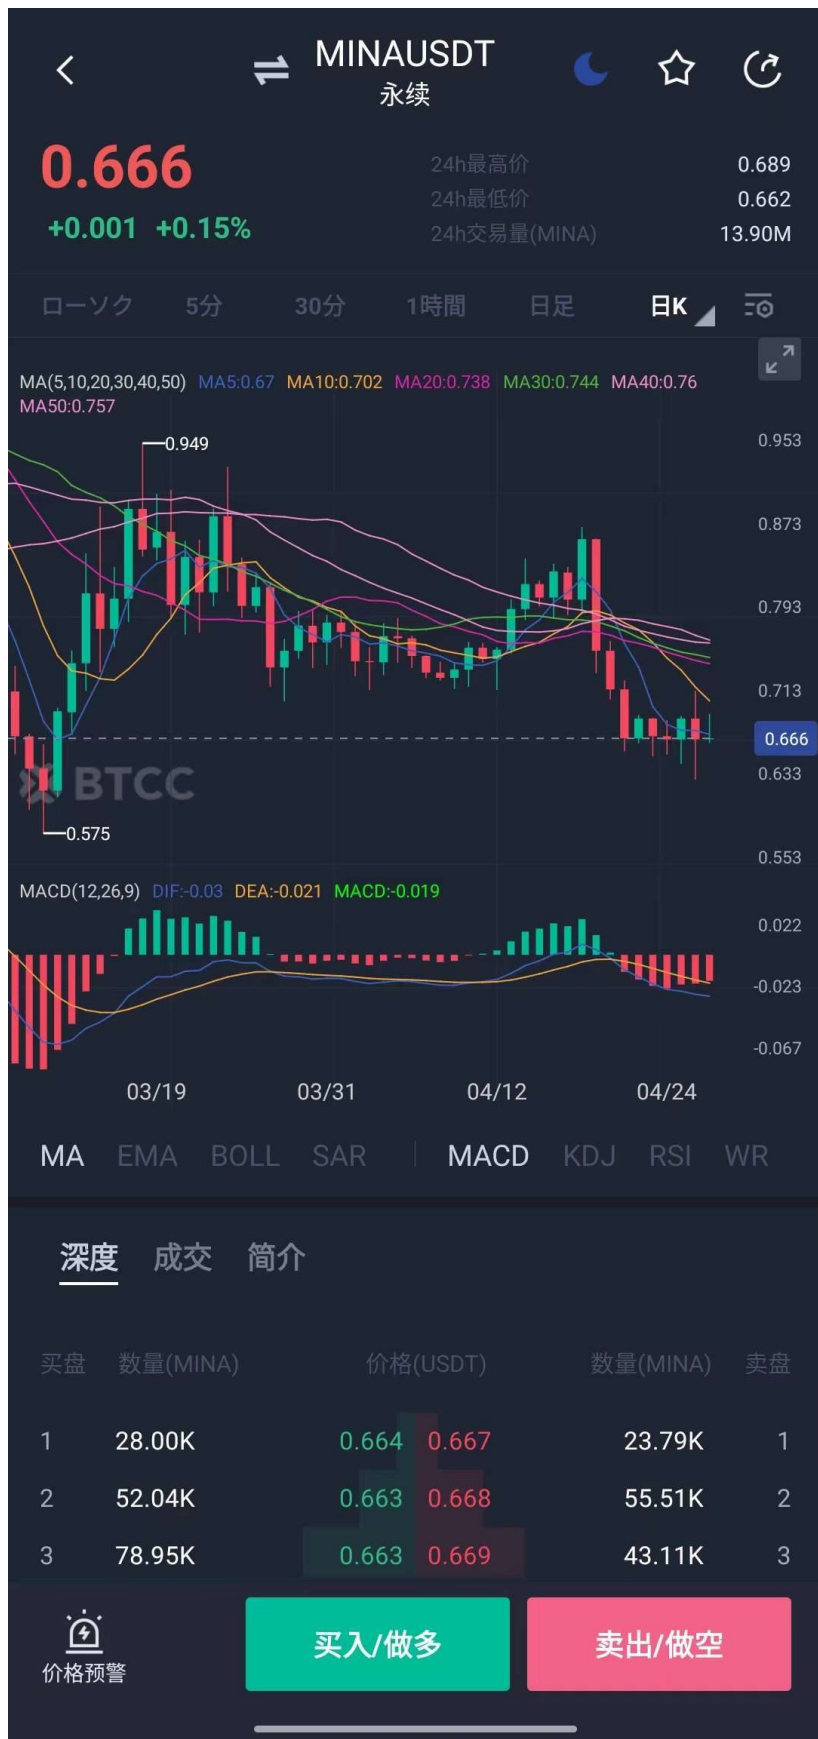 MINAUSDT
永续
0.666
+0.001 +0.15%
24h最高价 0.689
24h最低价 0.662
24h交易量(MINA) 13.90M
ローソク 5分 30分 1時間 日足 日K
MA(5,10,20,30,40,50) MA5:0.67 MA10:0.702 MA20:0.738 MA30:0.744 MA40:0.76
MA50:0.757
0.949
0.953
0.873
0.793
0.713
0.666
0.633
BTCC
0.575
0.553
MACD(12,26,9) DIF:-0.03 DEA:-0.021 MACD:-0.019
0.022
-0.023
-0.067
03/19 03/31 04/12 04/24
MA EMA BOLL SAR MACD KDJ RSI WR
深度 成交 简介
买盘 数量(MINA) 价格(USDT) 数量(MINA) 卖盘
1 28.00K 0.664 0.667 23.79K 1
2 52.04K 0.663 0.668 55.51K 2
3 78.95K 0.663 0.669 43.11K 3
价格预警
买入/做多
卖出/做空